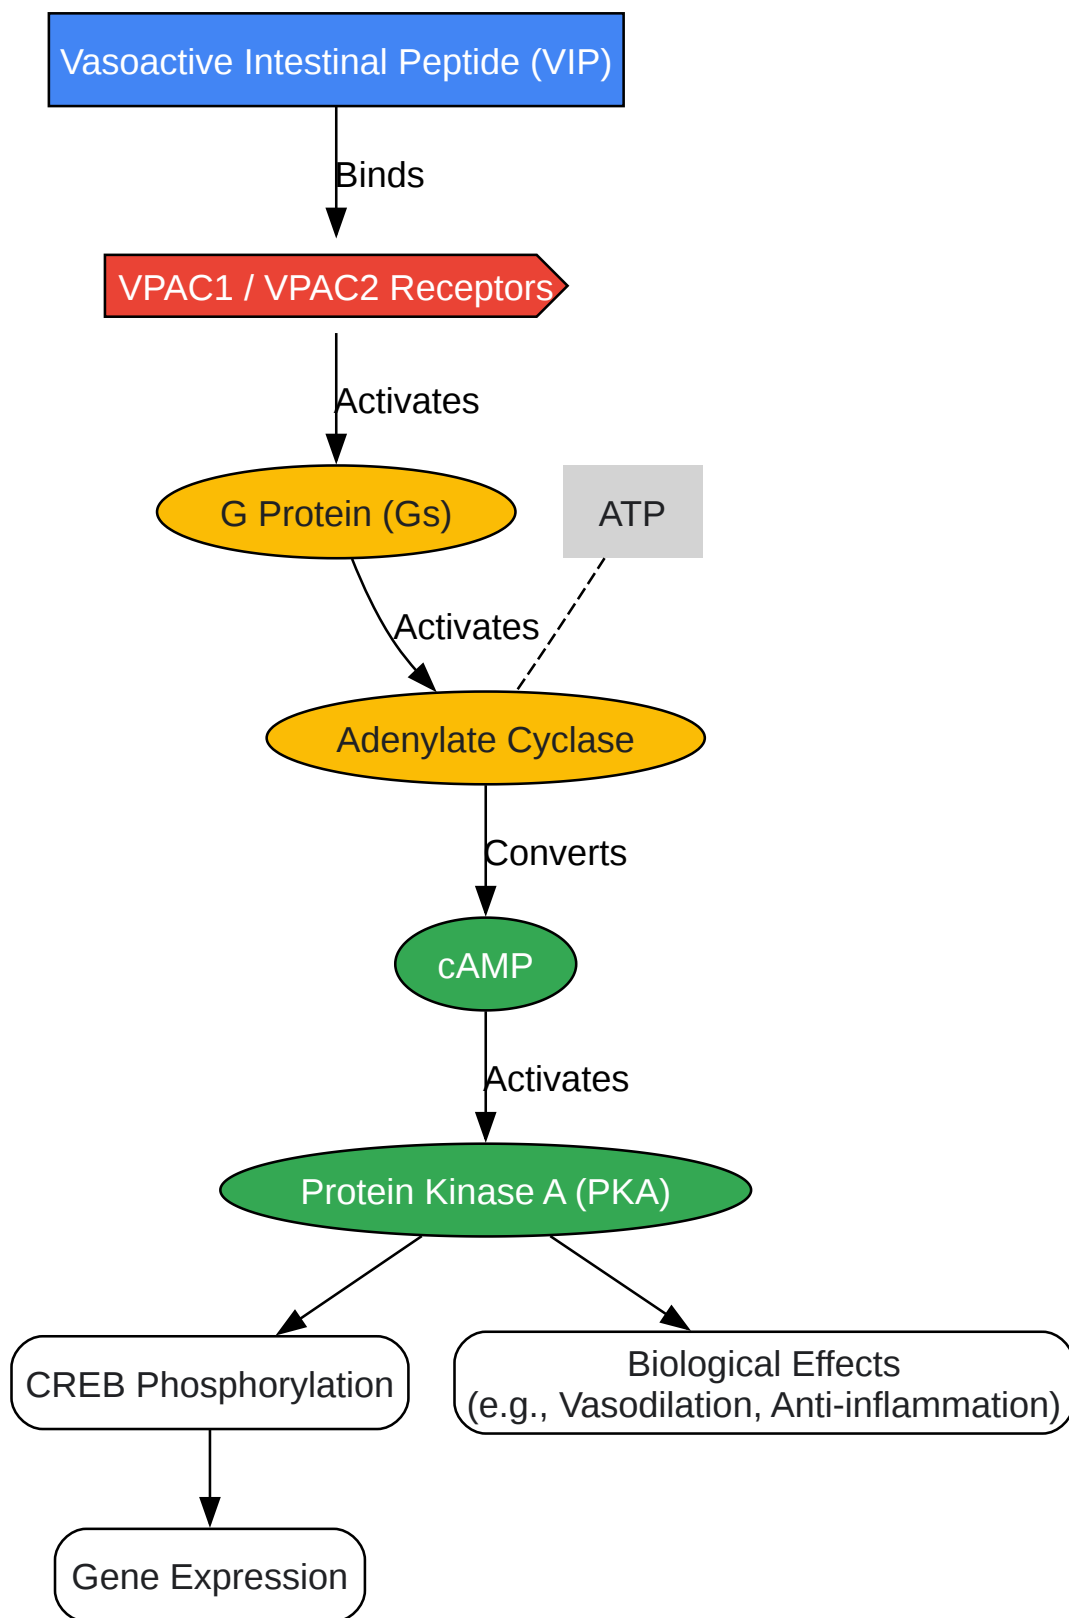 Vasoactive Intestinal Peptide (VIP)
Binds
VPAC1 / VPAC2 Receptors
Activates
G Protein (Gs)
ATP
Activates
Adenylate Cyclase
Converts
cAMP
Activates
Protein Kinase A (PKA)
CREB Phosphorylation
Biological Effects
(e.g., Vasodilation, Anti-inflammation)
Gene Expression